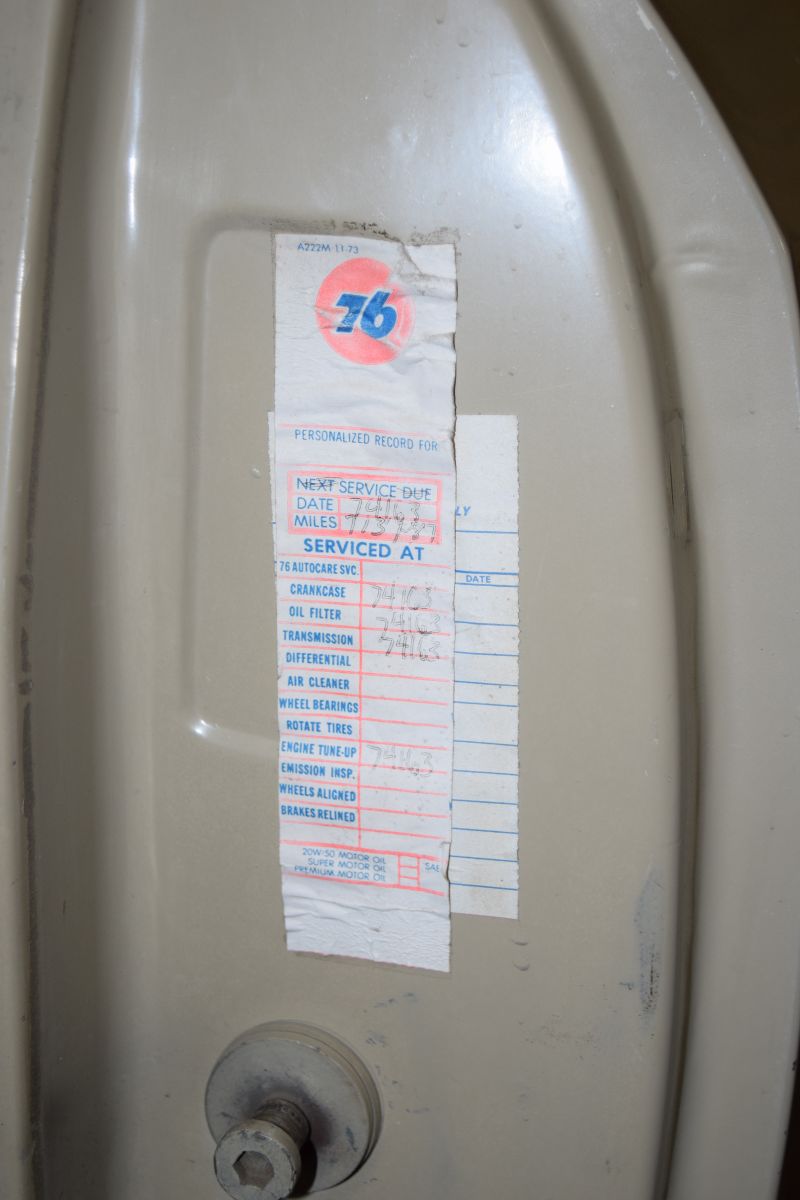 A222M 11-73
76
PERSONALIZED RECORD FOR
NEXT SERVICE DUE
DATE 74163
MILES
SERVICED AT
76 AUTOCARE SVC.
CRANKCASE 74163
OIL FILTER 74163
TRANSMISSION 74163
DIFFERENTIAL
AIR CLEANER
WHEEL BEARINGS
ROTATE TIRES
ENGINE TUNE-UP 74163
EMISSION INSP.
WHEELS ALIGNED
BRAKES RELINED
20W-50 MOTOR OIL
SUPER MOTOR OIL SAE
PREMIUM MOTOR OIL
LY
DATE